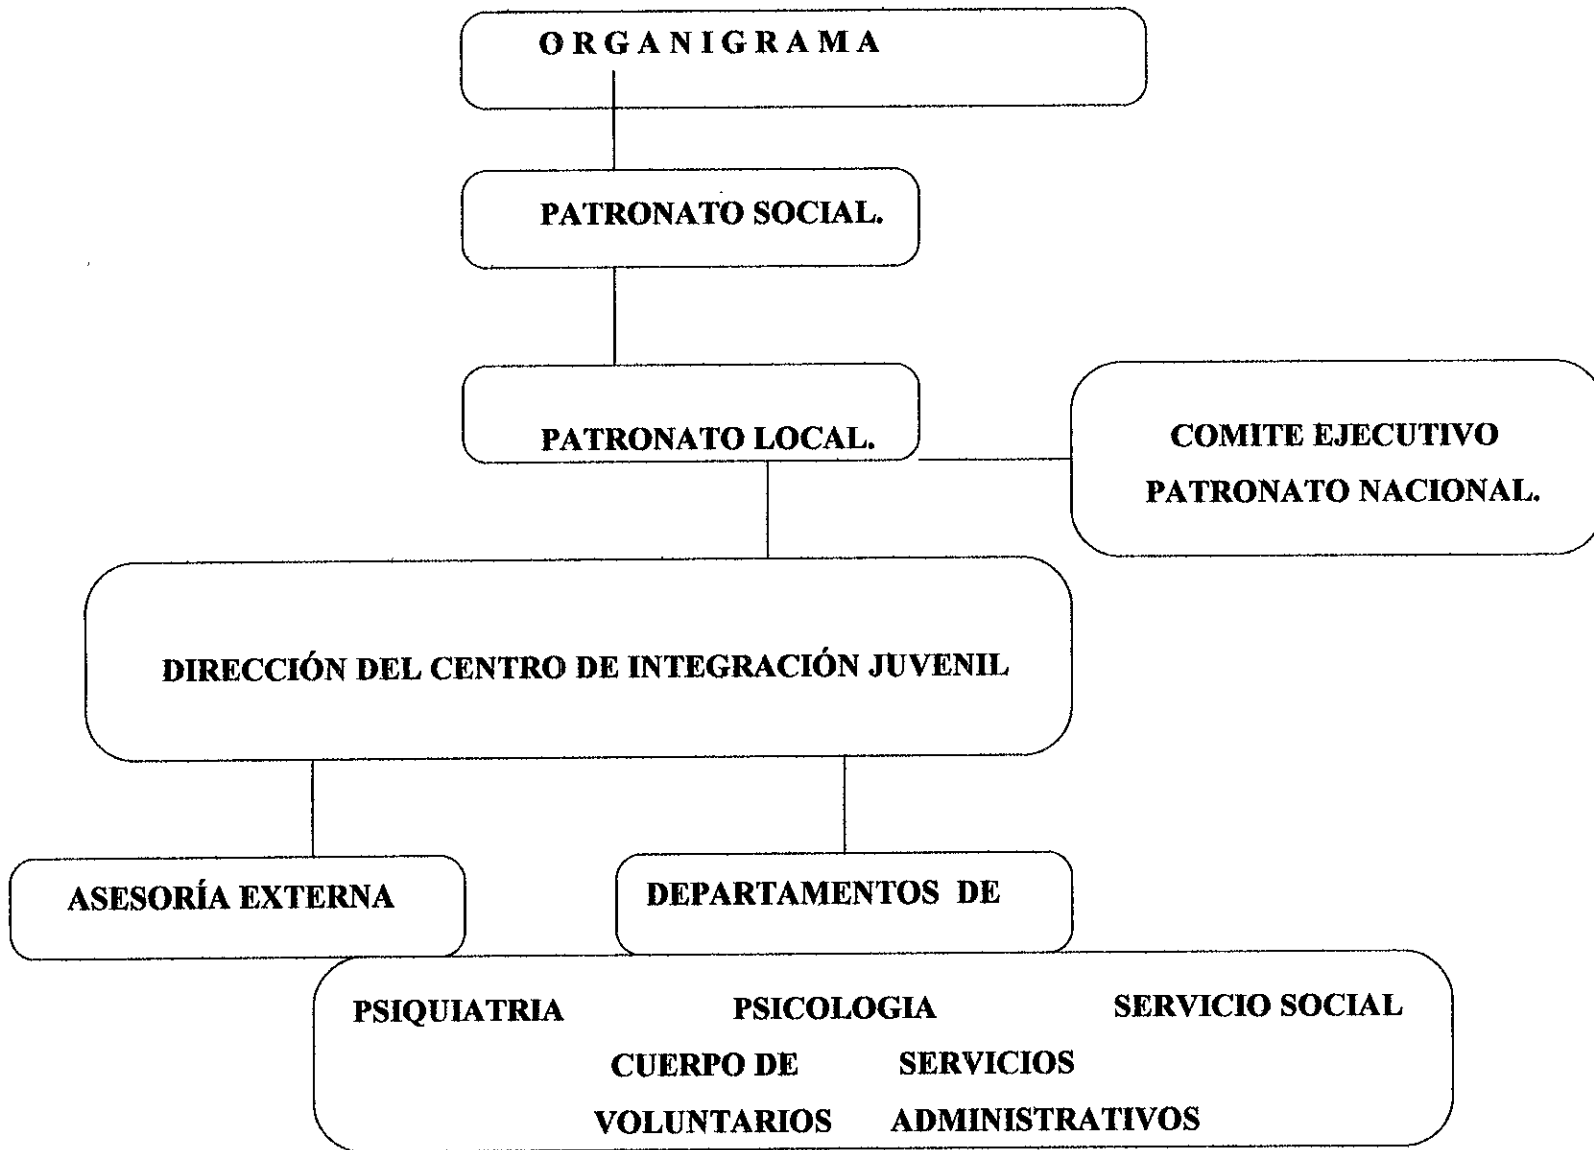 O R G A N I G R A M A
PATRONATO SOCIAL.
PATRONATO LOCAL.
COMITE EJECUTIVO
PATRONATO NACIONAL.
DIRECCIÓN DEL CENTRO DE INTEGRACIÓN JUVENIL
ASESORÍA EXTERNA
DEPARTAMENTOS DE
PSIQUIATRIA PSICOLOGIA SERVICIO SOCIAL
CUERPO DE SERVICIOS
VOLUNTARIOS ADMINISTRATIVOS